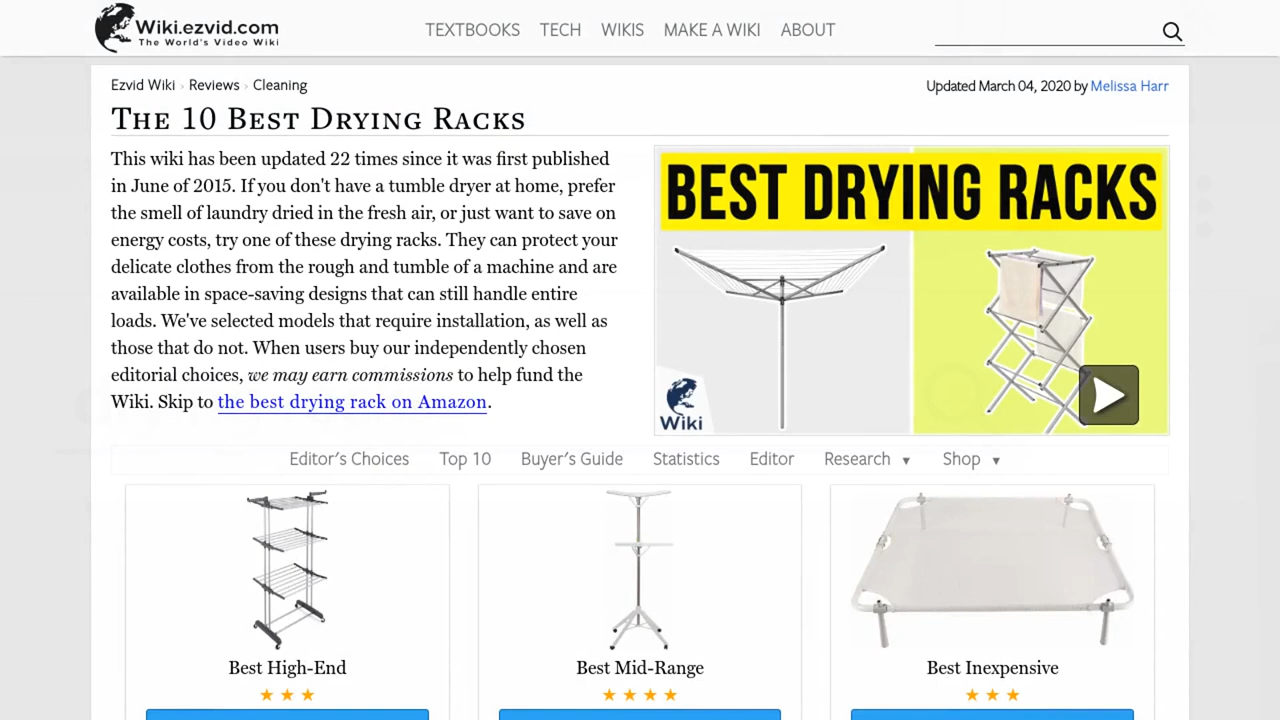 Wiki.ezvid.com
The World's Video Wiki
TEXTBOOKS TECH WIKIS MAKE A WIKI ABOUT
Ezvid Wiki › Reviews › Cleaning
Updated March 04, 2020 by Melissa Harr
The 10 Best Drying Racks
This wiki has been updated 22 times since it was first published
in June of 2015. If you don't have a tumble dryer at home, prefer
the smell of laundry dried in the fresh air, or just want to save on
energy costs, try one of these drying racks. They can protect your
delicate clothes from the rough and tumble of a machine and are
available in space-saving designs that can still handle entire
loads. We've selected models that require installation, as well as
those that do not. When users buy our independently chosen
editorial choices, we may earn commissions to help fund the
Wiki. Skip to the best drying rack on Amazon.
BEST DRYING RACKS
Wiki
Editor's Choices Top 10 Buyer's Guide Statistics Editor Research ▼ Shop ▼
Best High-End
Best Mid-Range
Best Inexpensive